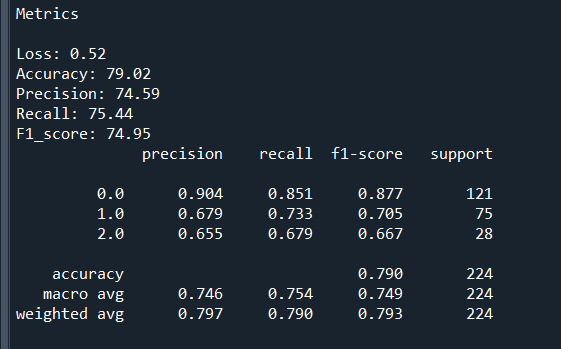 Metrics
Loss: 0.52
Accuracy: 79.02
Precision: 74.59
Recall: 75.44
F1_score: 74.95
precision recall f1-score support
0.0 0.904 0.851 0.877 121
1.0 0.679 0.733 0.705 75
2.0 0.655 0.679 0.667 28
accuracy 0.790 224
macro avg 0.746 0.754 0.749 224
weighted avg 0.797 0.790 0.793 224